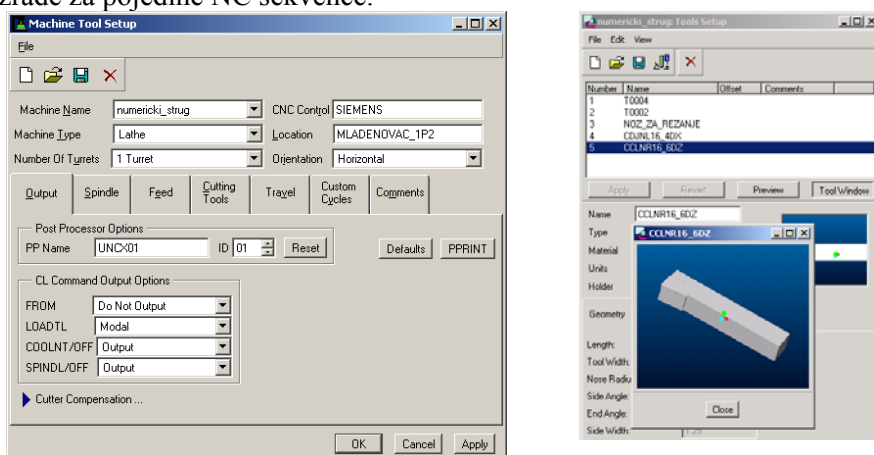 zrade za pojedine NC sekvence.
Machine Tool Setup
File
Machine Name numericki_strug CNC Control SIEMENS
Machine Type Lathe Location MLADENOVAC_1P2
Number Of Turrets 1 Turret Orientation Horizontal
Output Spindle Feed Cutting Tools Travel Custom Cycles Comments
Post Processor Options
PP Name UNCX01 ID 01 Reset Defaults PPRINT
CL Command Output Options
FROM Do Not Output
LOADTL Modal
COOLNT/OFF Output
SPINDL/OFF Output
Cutter Compensation ...
OK Cancel Apply
numericki_strug: Tools Setup
File Edit View
Number Name Offset Comments
1 T0004
2 T0002
3 NOZ_ZA_REZANJE
4 CDJNL16_4DX
5 CCLNR16_6DZ
Apply Revert Preview Tool Window
Name CCLNR16_6DZ
Type
CCLNR16_6DZ
Material
Units
Holder
Geometry
Length:
Tool Width:
Nose Radiu
Side Angle:
End Angle:
Close
Side Width: 1.25